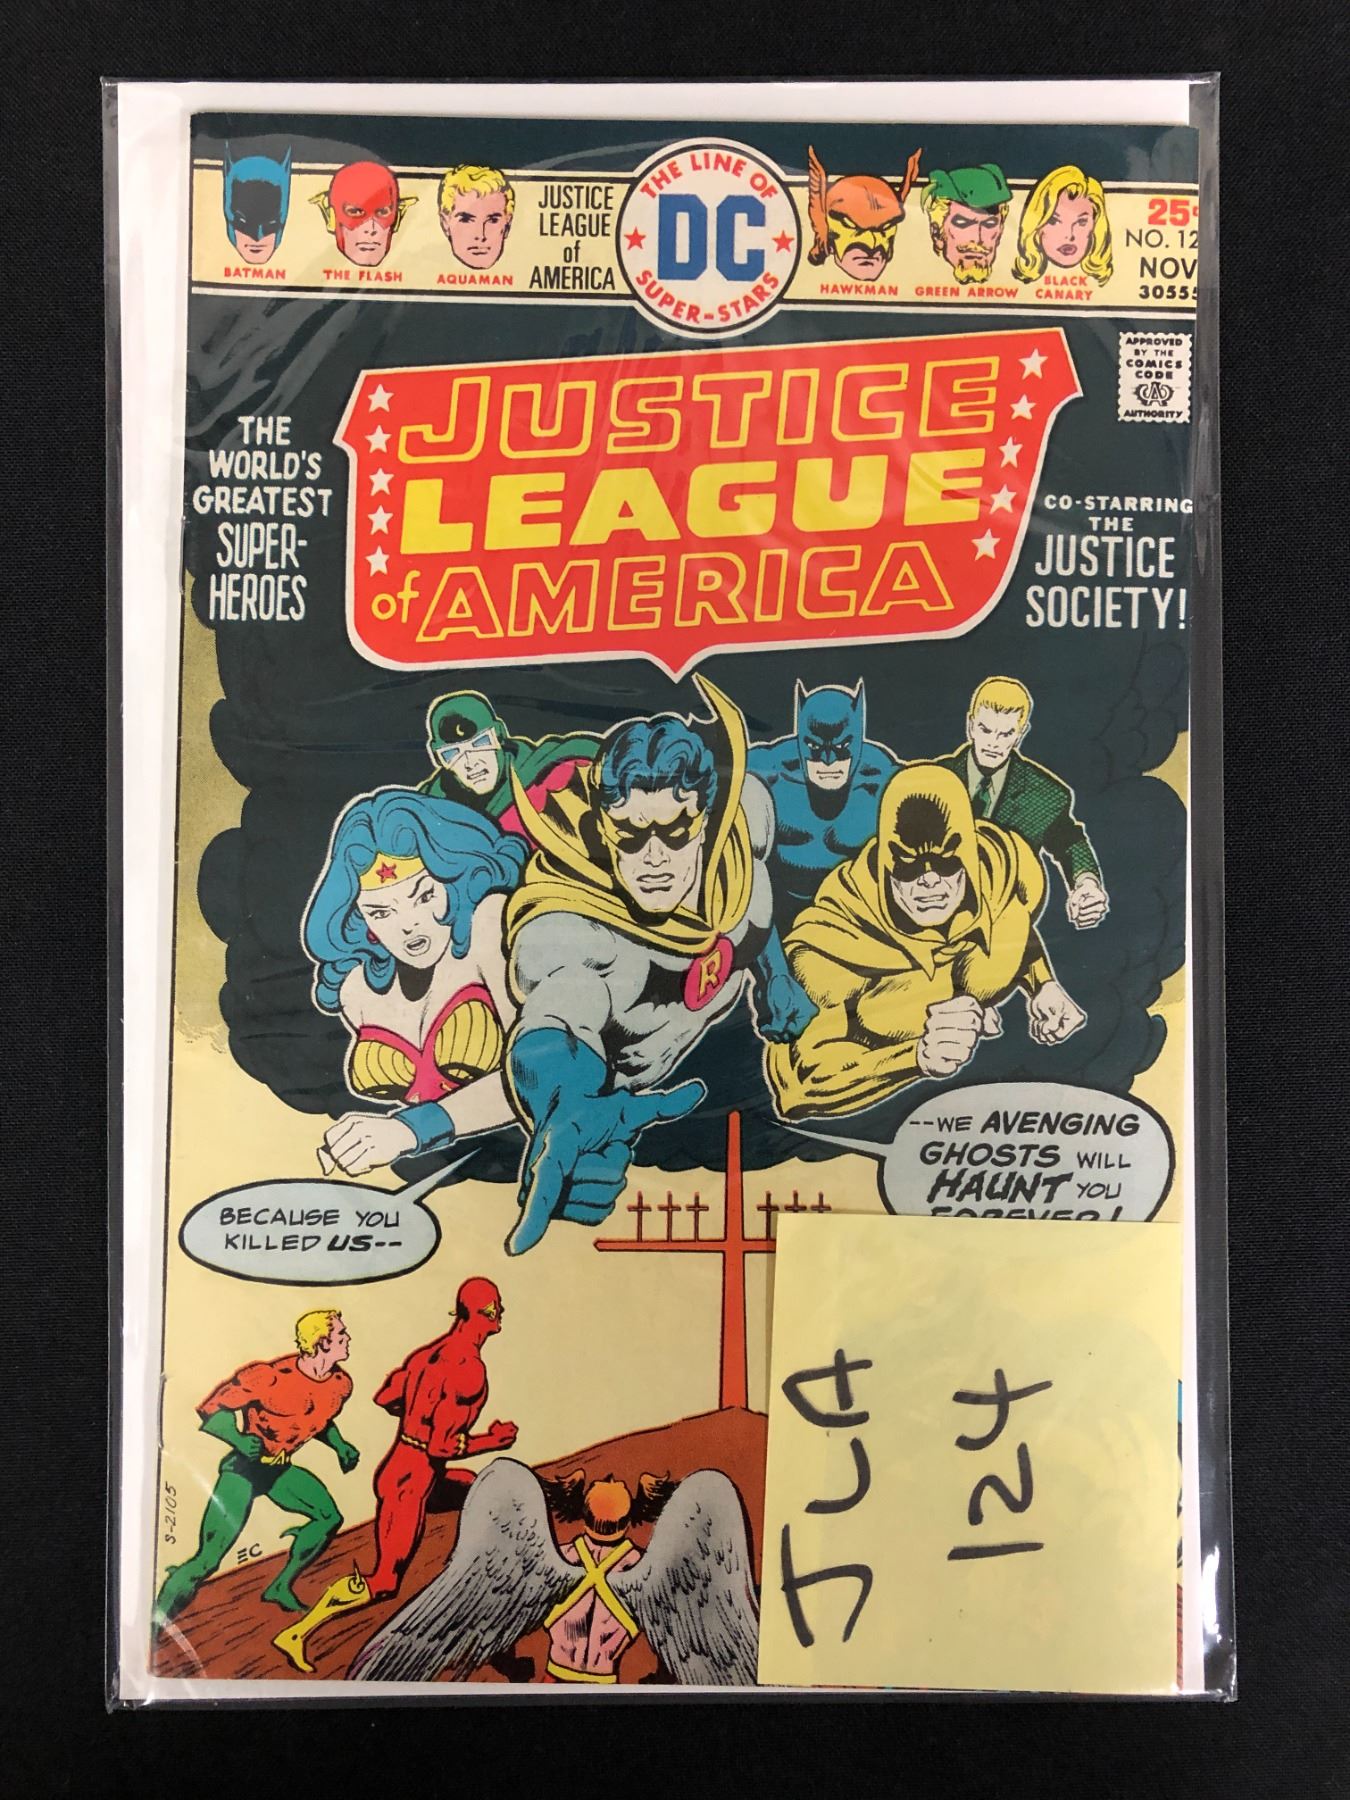 THE LINE OF
DC
SUPER-STARS
BATMAN
THE FLASH
AQUAMAN
JUSTICE
LEAGUE
of
AMERICA
HAWKMAN
GREEN ARROW
BLACK
CANARY
25¢
NO. 12
NOV
30555
APPROVED
BY THE
COMICS
CODE
AUTHORITY
JUSTICE
LEAGUE
of AMERICA
THE
WORLD'S
GREATEST
SUPER-
HEROES
CO-STARRING
THE
JUSTICE
SOCIETY!
R
BECAUSE YOU
KILLED US--
--WE AVENGING
GHOSTS WILL
HAUNT YOU
FOREVER!
S-2105
EC
JLA
124